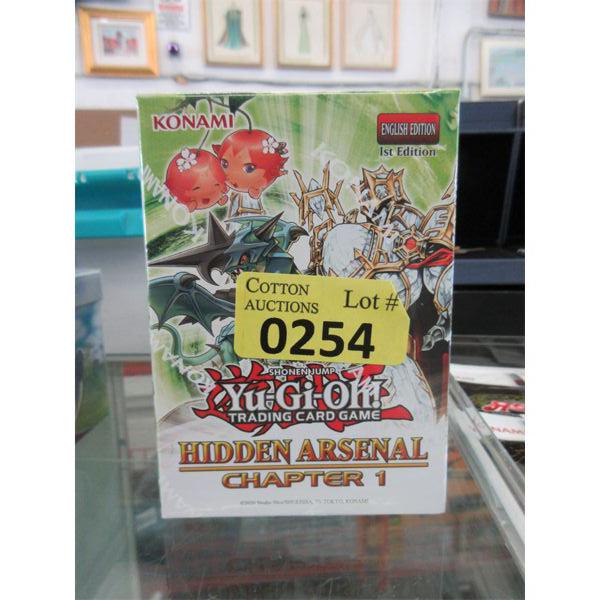 KONAMI
ENGLISH EDITION
1st Edition
COTTON
AUCTIONS
Lot #
0254
SHONEN JUMP
Yu-Gi-Oh!
TRADING CARD GAME
HIDDEN ARSENAL
CHAPTER 1
KONAMI